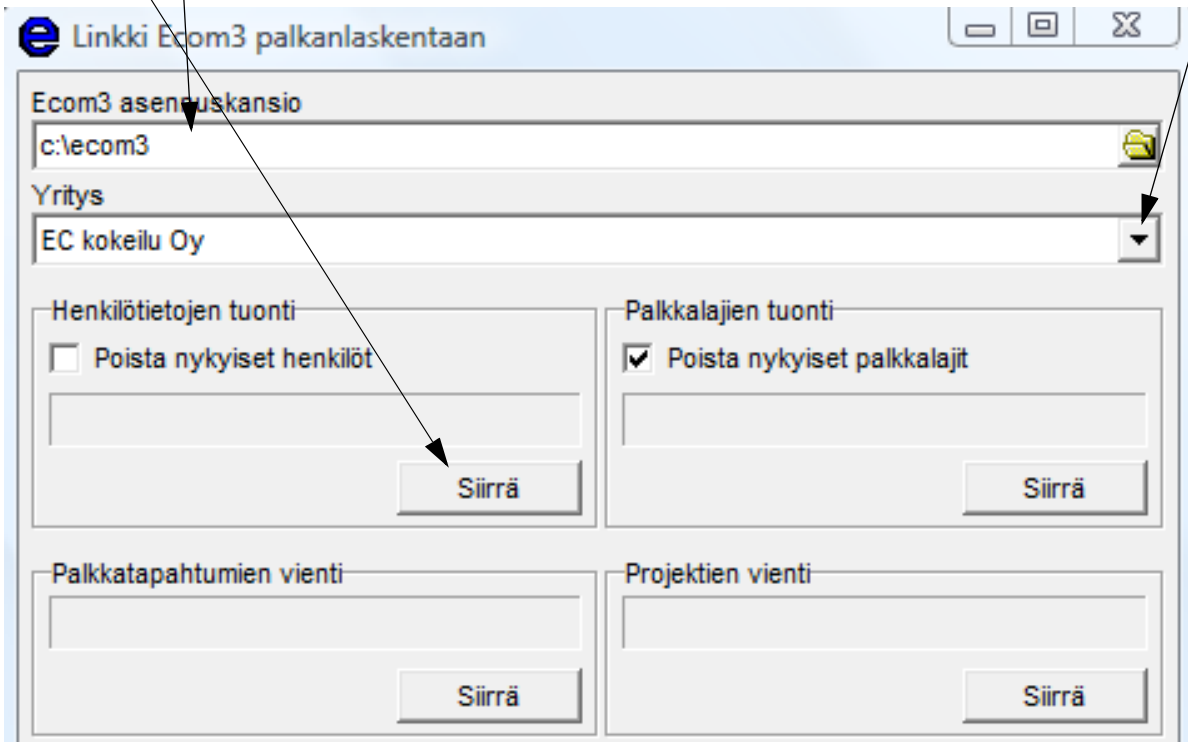 Linkki Ecom3 palkanlaskentaan
Ecom3 asennuskansio
c:\ecom3
Yritys
EC kokeilu Oy
Henkilötietojen tuonti
Poista nykyiset henkilöt
Siirrä
Palkkalajien tuonti
Poista nykyiset palkkalajit
Siirrä
Palkkatapahtumien vienti
Siirrä
Projektien vienti
Siirrä